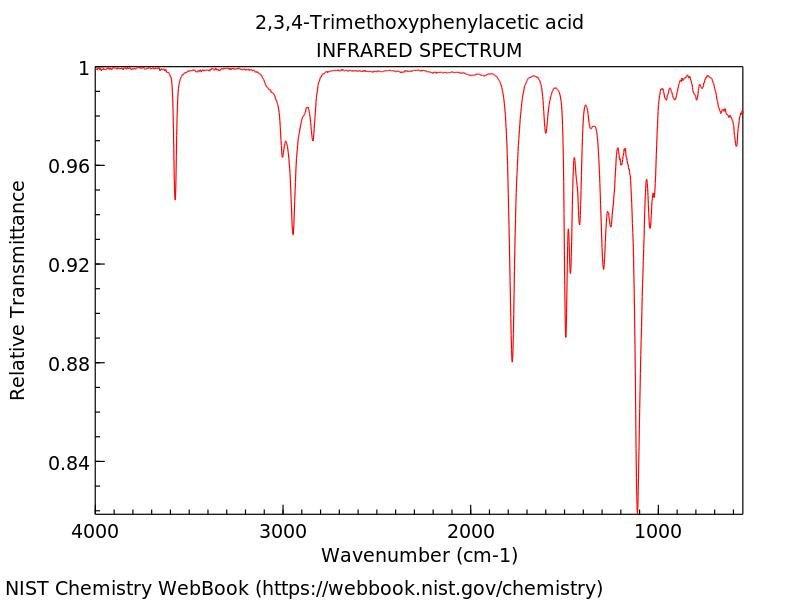 2,3,4-Trimethoxyphenylacetic acid
INFRARED SPECTRUM
1
0.96
0.92
0.88
0.84
Relative Transmittance
4000 3000 2000 1000
Wavenumber (cm-1)
NIST Chemistry WebBook (https://webbook.nist.gov/chemistry)